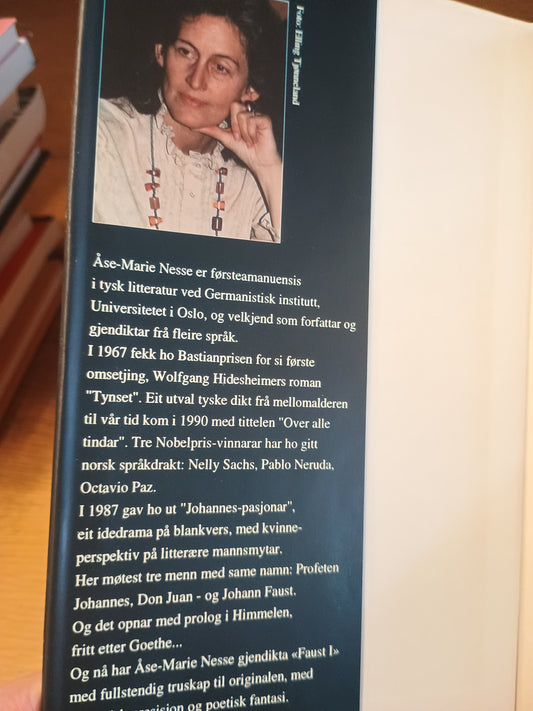 Foto: Elling Tjønneland
Åse-Marie Nesse er førsteamanuensis
i tysk litteratur ved Germanistisk institutt,
Universitetet i Oslo, og velkjend som forfattar og
gjendiktar frå fleire språk.
I 1967 fekk ho Bastianprisen for si første
omsetjing, Wolfgang Hidesheimers roman
"Tynset". Eit utval tyske dikt frå mellomalderen
til vår tid kom i 1990 med tittelen "Over alle
tindar". Tre Nobelpris-vinnarar har ho gitt
norsk språkdrakt: Nelly Sachs, Pablo Neruda,
Octavio Paz.
I 1987 gav ho ut "Johannes-pasjonar",
eit idedrama på blankvers, med kvinne-
perspektiv på litterære mannsmytar.
Her møtest tre menn med same namn: Profeten
Johannes, Don Juan - og Johann Faust.
Og det opnar med prolog i Himmelen,
fritt etter Goethe...
Og nå har Åse-Marie Nesse gjendikta «Faust I»
med fullstendig truskap til originalen, med
presisjon og poetisk fantasi.